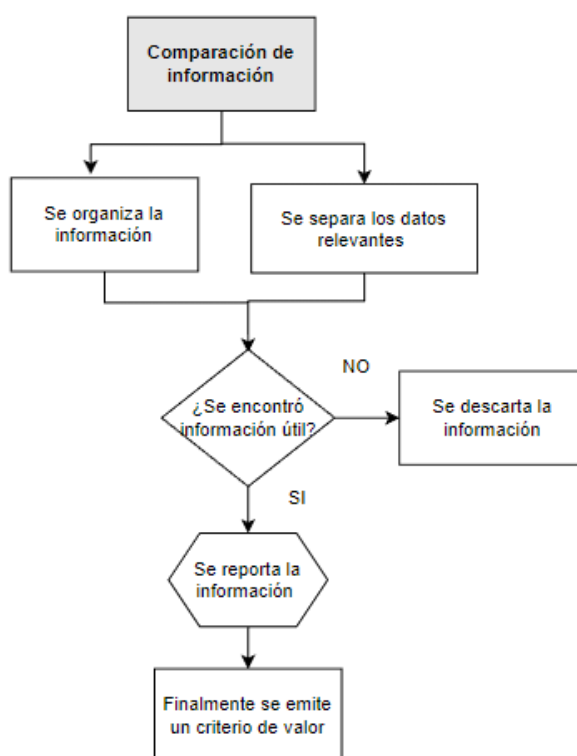 Comparación de
información
Se organiza la
información
Se separa los datos
relevantes
¿Se encontró
información útil?
NO
Se descarta la
información
SI
Se reporta la
información
Finalmente se emite
un criterio de valor